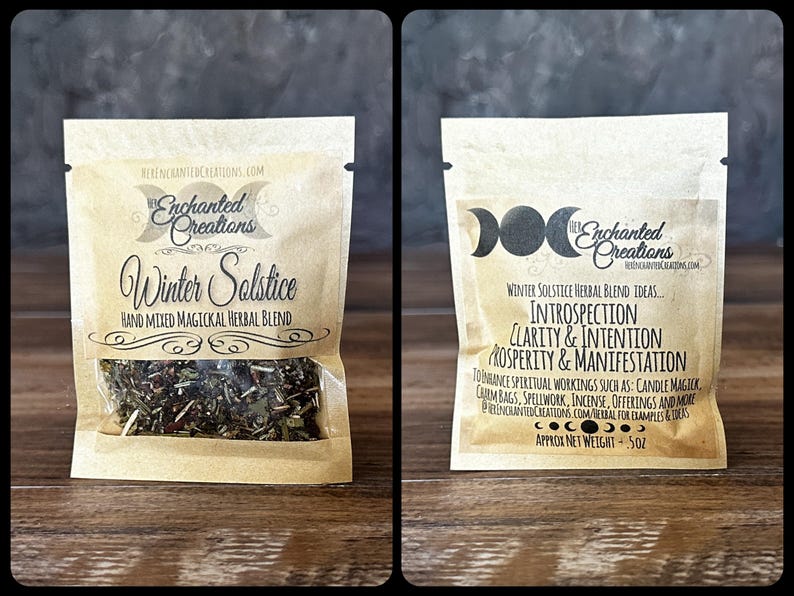 HerEnchantedCreations.com
Her Enchanted
Creations
Winter Solstice
Hand mixed Magickal Herbal Blend
Her Enchanted
Creations
HerEnchantedCreations.com
Winter Solstice Herbal Blend ideas...
Introspection
Clarity & Intention
Prosperity & Manifestation
To enhance spiritual workings such as: Candle Magick,
Charm Bags, Spellwork, Incense, Offerings and more
@HerEnchantedCreations.com/Herbal for examples & ideas
Approx Net Weight - .5oz